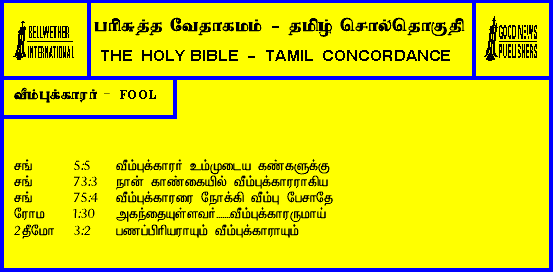 BELLWETHER
INTERNATIONAL
பரிசுத்த வேதாகமம் - தமிழ் சொல்தொகுதி
THE HOLY BIBLE - TAMIL CONCORDANCE
GOOD NEWS
PUBLISHERS
வீம்புக்காரர் - FOOL
சங் 5:5 வீம்புக்காரர் உம்முடைய கண்களுக்கு
சங் 73:3 நான் காண்கையில் வீம்புக்காரராகிய
சங் 75:4 வீம்புக்காரரை நோக்கி வீம்பு பேசாதே
ரோம 1:30 அகந்தையுள்ளவர்......வீம்புக்காரருமாய்
2தீமோ 3:2 பணப்பிரியராயும் வீம்புக்காராயும்